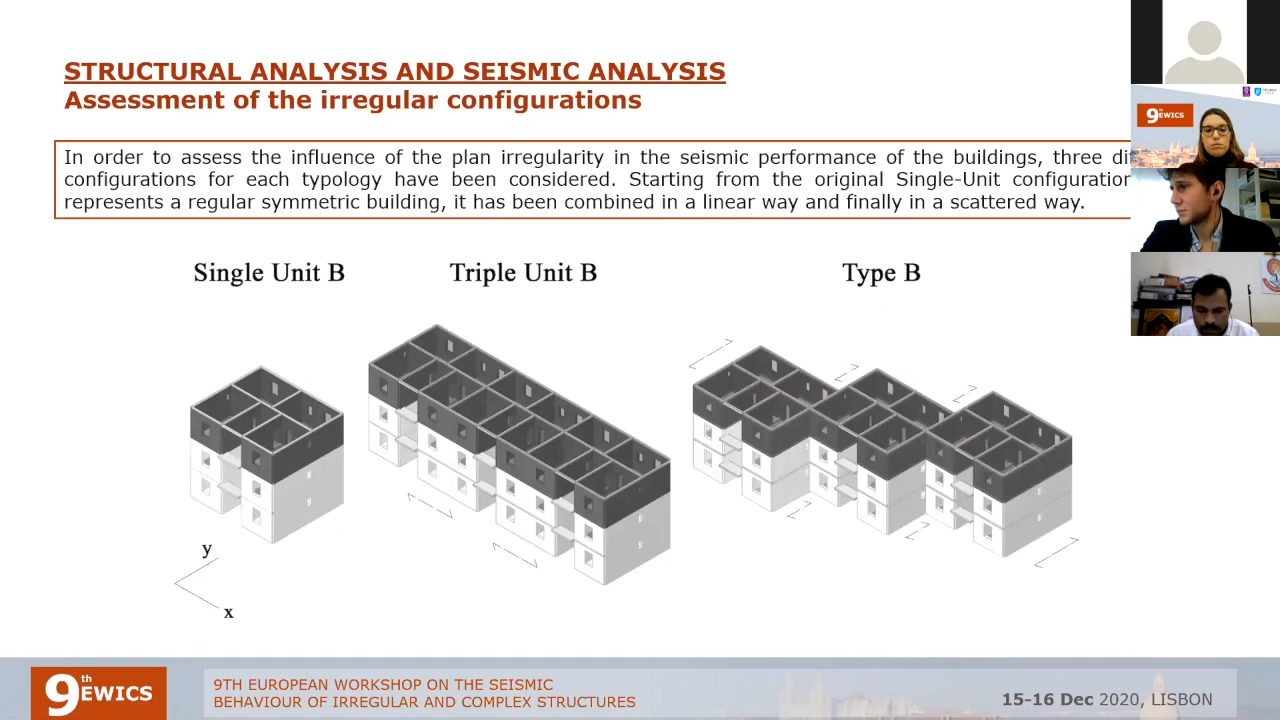 STRUCTURAL ANALYSIS AND SEISMIC ANALYSIS
Assessment of the irregular configurations
In order to assess the influence of the plan irregularity in the seismic performance of the buildings, three di
configurations for each typology have been considered. Starting from the original Single-Unit configuration
represents a regular symmetric building, it has been combined in a linear way and finally in a scattered way.
Single Unit B
Triple Unit B
Type B
y
x
9th EWICS
9th EWICS
9TH EUROPEAN WORKSHOP ON THE SEISMIC
BEHAVIOUR OF IRREGULAR AND COMPLEX STRUCTURES
15-16 Dec 2020, LISBON